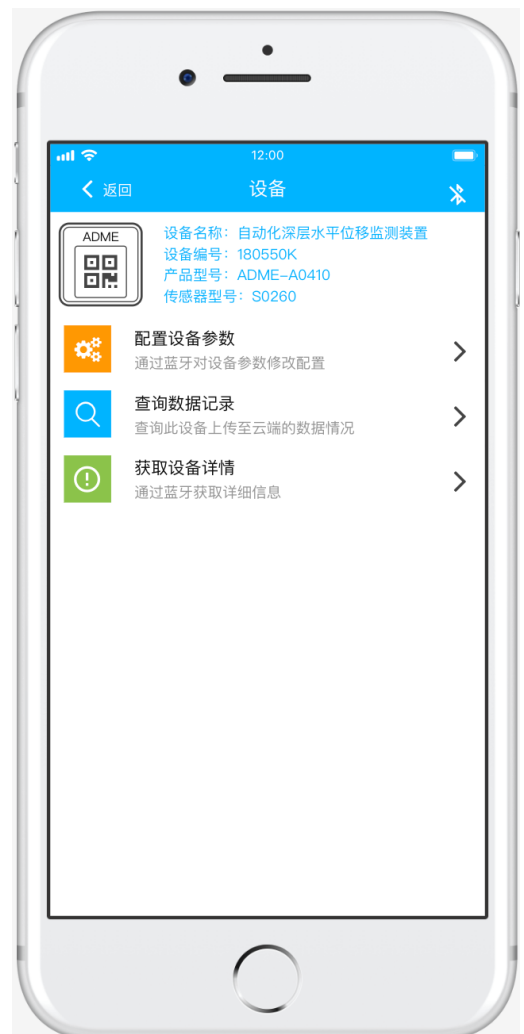 12:00
返回
设备
ADME
设备名称：自动化深层水平位移监测装置
设备编号：180550K
产品型号：ADME-A0410
传感器型号：S0260
配置设备参数
通过蓝牙对设备参数修改配置
查询数据记录
查询此设备上传至云端的数据情况
获取设备详情
通过蓝牙获取详细信息